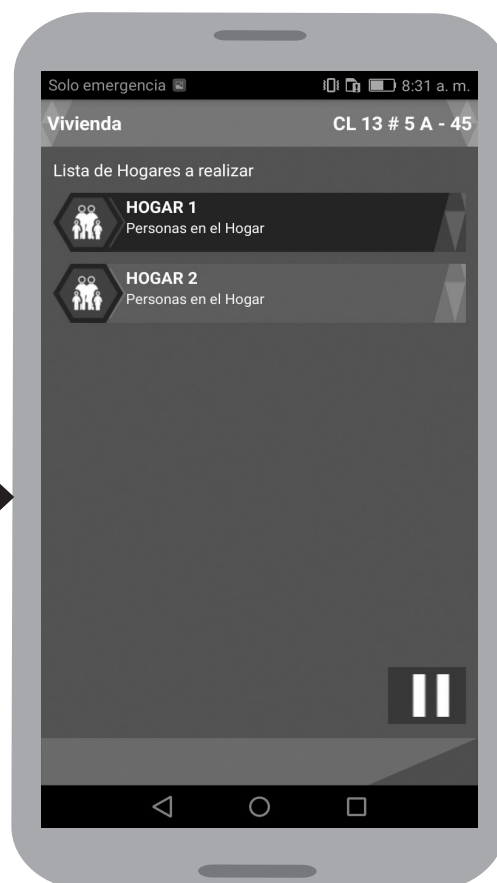 Solo emergencia 8:31 a. m.
Vivienda CL 13 # 5 A - 45
Lista de Hogares a realizar
HOGAR 1
Personas en el Hogar
HOGAR 2
Personas en el Hogar